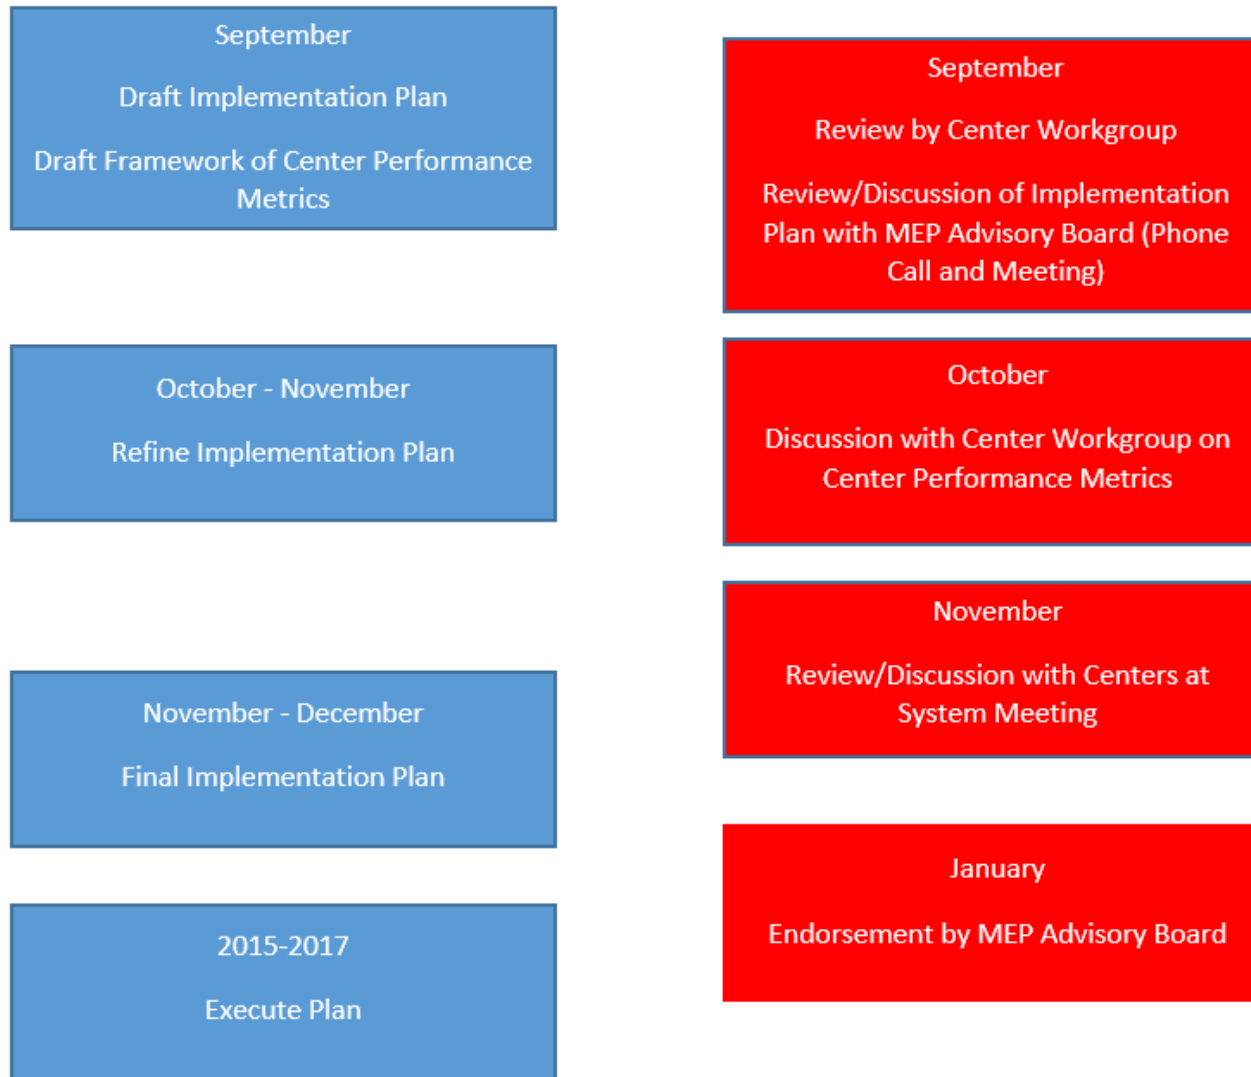 September
Draft Implementation Plan
Draft Framework of Center Performance
Metrics
October - November
Refine Implementation Plan
November - December
Final Implementation Plan
2015-2017
Execute Plan
September
Review by Center Workgroup
Review/Discussion of Implementation
Plan with MEP Advisory Board (Phone
Call and Meeting)
October
Discussion with Center Workgroup on
Center Performance Metrics
November
Review/Discussion with Centers at
System Meeting
January
Endorsement by MEP Advisory Board